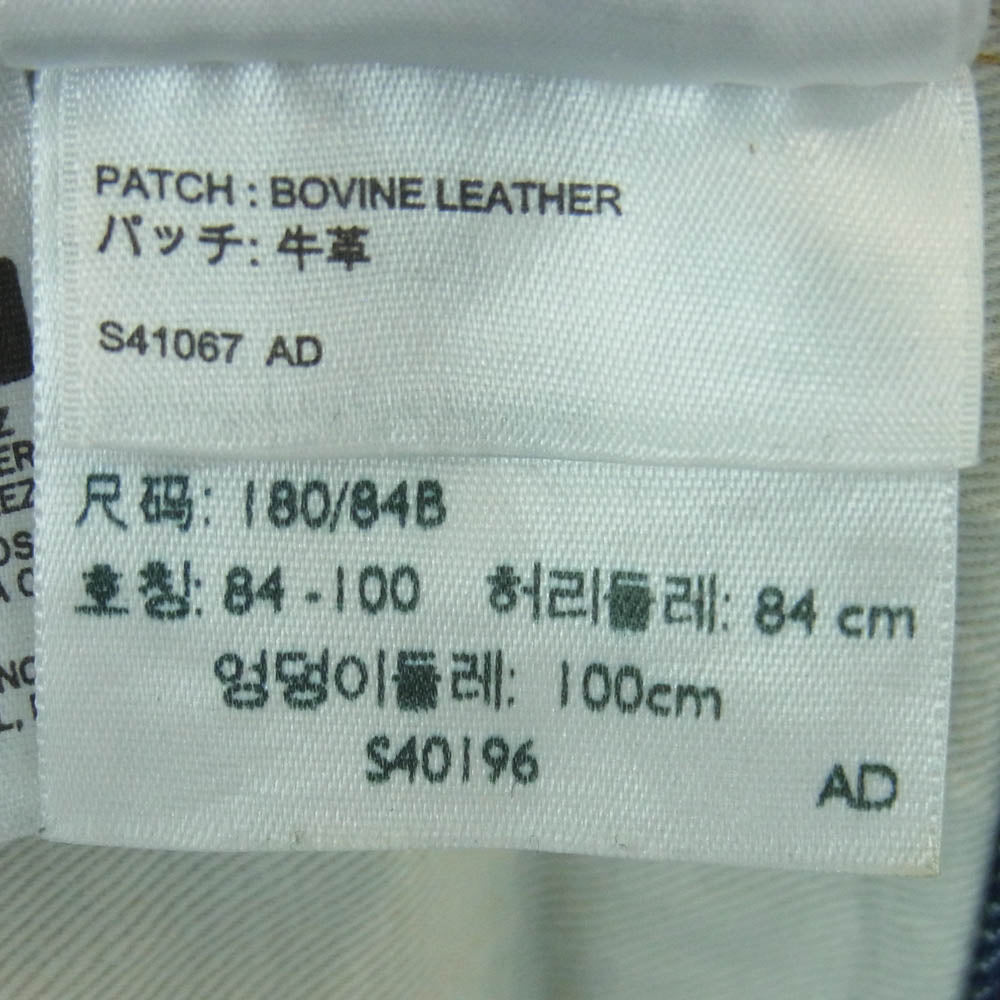 PATCH : BOVINE LEATHER
パッチ: 牛革
S41067 AD
尺码: 180/84B
호칭: 84 -100 허리둘레: 84 cm
엉덩이둘레: 100cm
S40196 AD